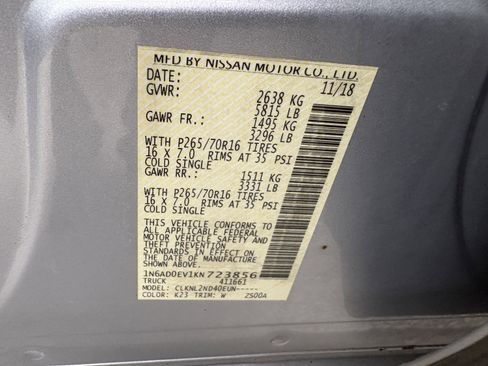 MFD BY NISSAN MOTOR CO., LTD.
DATE: 11/18
GVWR: 2638 KG
5815 LB
GAWR FR.: 1495 KG
3296 LB
WITH P265/70R16 TIRES
16 X 7.0 RIMS AT 35 PSI
COLD SINGLE
GAWR RR.: 1511 KG
3331 LB
WITH P265/70R16 TIRES
16 X 7.0 RIMS AT 35 PSI
COLD SINGLE
THIS VEHICLE CONFORMS TO
ALL APPLICABLE FEDERAL
MOTOR VEHICLE SAFETY AND
THEFT PREVENTION
STANDARDS IN EFFECT ON
THE DATE OF MANUFACTURE
1N6AD0EV1KN723856
TRUCK 411661
MODEL: CLKNL2ND40EUN-----
COLOR: K23 TRIM: W 2500A